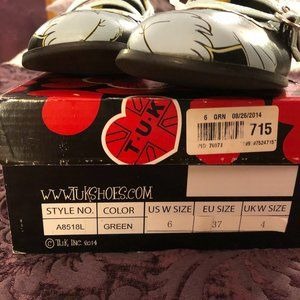 6 GRN 08/26/2014
715
T·U·K
WWW.TUKSHOES.COM
STYLE NO. COLOR US W SIZE EU SIZE UK W SIZE
A8518L GREEN 6 37 4
© T.U.K. INC. 2014